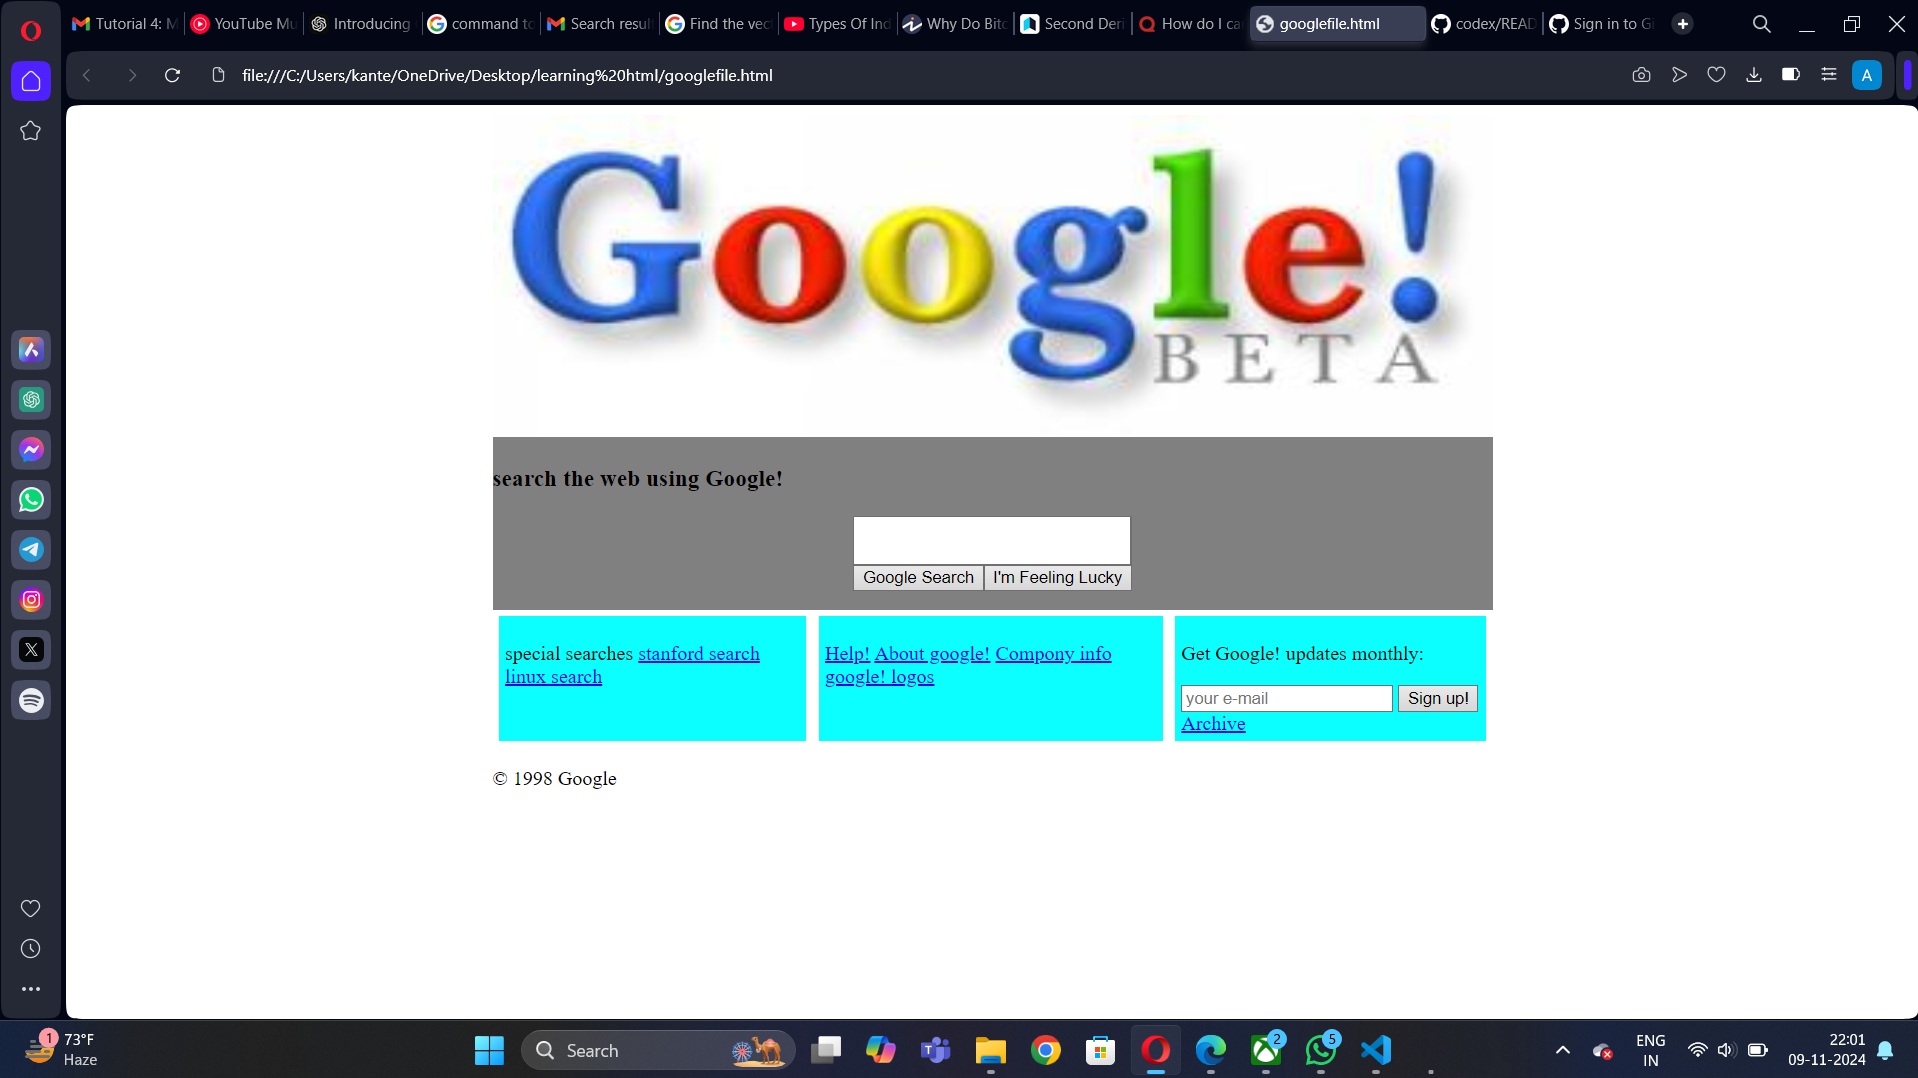 Tutorial 4: M
YouTube Mu
Introducing
command to
Search resul
Find the vec
Types Of Ind
Why Do Bitc
Second Deri
How do I ca
googlefile.html
codex/READ
Sign in to Gi
file:///C:/Users/kante/OneDrive/Desktop/learning%20html/googlefile.html
A
Google!
BETA
search the web using Google!
Google Search
I'm Feeling Lucky
special searches stanford search
linux search
Help! About google! Compony info
google! logos
Get Google! updates monthly:
your e-mail
Sign up!
Archive
© 1998 Google
1
73°F
Haze
Search
2
5
ENG
IN
22:01
09-11-2024